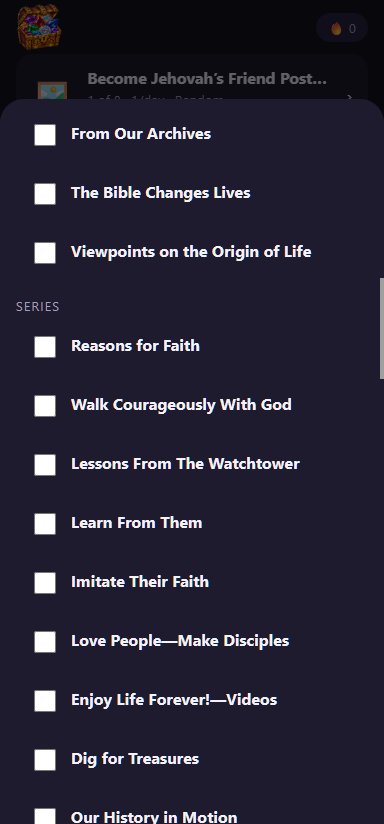 0
Become Jehovah’s Friend Post...
From Our Archives
The Bible Changes Lives
Viewpoints on the Origin of Life
SERIES
Reasons for Faith
Walk Courageously With God
Lessons From The Watchtower
Learn From Them
Imitate Their Faith
Love People—Make Disciples
Enjoy Life Forever!—Videos
Dig for Treasures
Our History in Motion